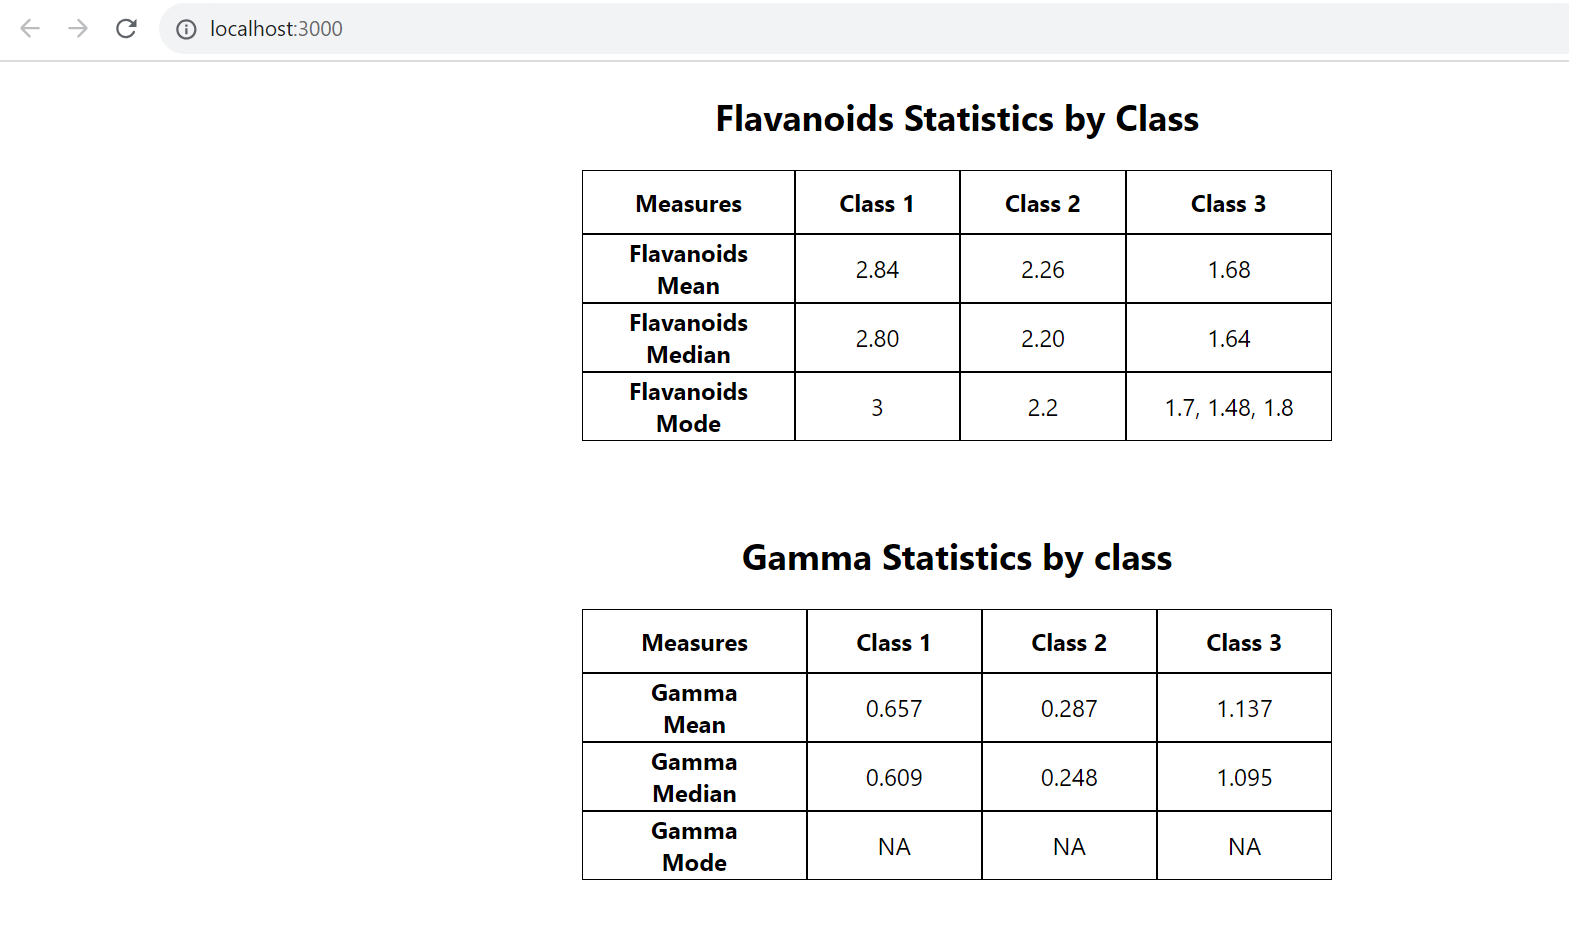 localhost:3000
Flavanoids Statistics by Class
Measures Class 1 Class 2 Class 3
Flavanoids
Mean 2.84 2.26 1.68
Flavanoids
Median 2.80 2.20 1.64
Flavanoids
Mode 3 2.2 1.7, 1.48, 1.8
Gamma Statistics by class
Measures Class 1 Class 2 Class 3
Gamma
Mean 0.657 0.287 1.137
Gamma
Median 0.609 0.248 1.095
Gamma
Mode NA NA NA